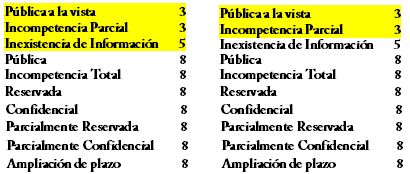 Pública a la vista 3
Incompetencia Parcial 3
Inexistencia de Información 5
Pública 8
Incompetencia Total 8
Reservada 8
Confidencial 8
Parcialmente Reservada 8
Parcialmente Confidencial 8
Ampliación de plazo 8
Pública a la vista 3
Incompetencia Parcial 3
Inexistencia de Información 5
Pública 8
Incompetencia Total 8
Reservada 8
Confidencial 8
Parcialmente Reservada 8
Parcialmente Confidencial 8
Ampliación de plazo 8